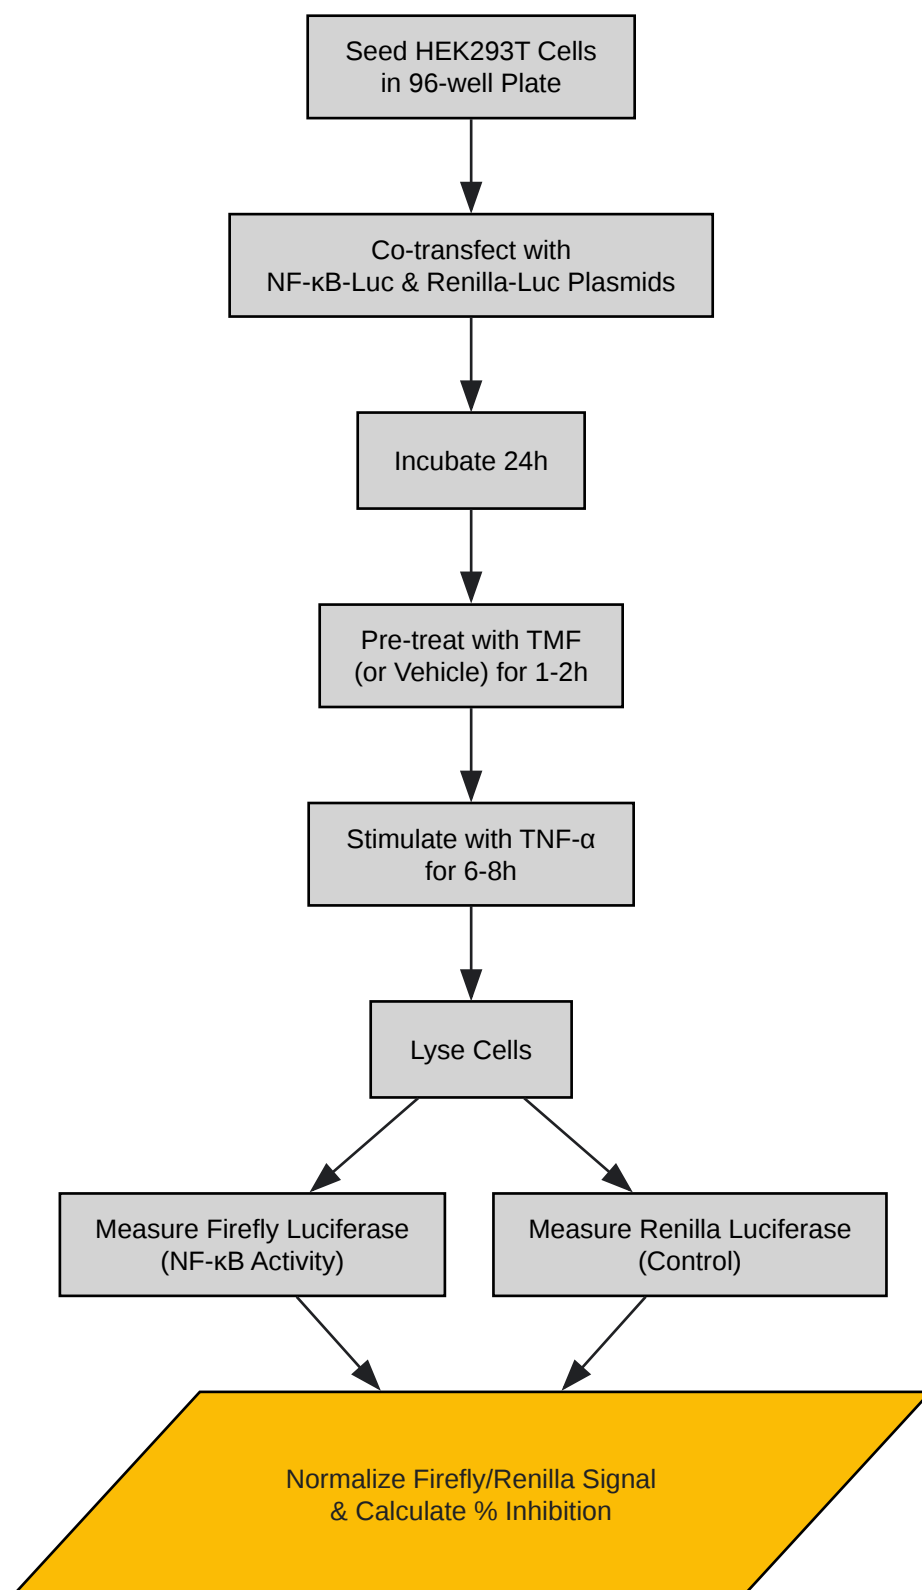 Seed HEK293T Cells
in 96-well Plate
Co-transfect with
NF-κB-Luc & Renilla-Luc Plasmids
Incubate 24h
Pre-treat with TMF
(or Vehicle) for 1-2h
Stimulate with TNF-α
for 6-8h
Lyse Cells
Measure Firefly Luciferase
(NF-κB Activity)
Measure Renilla Luciferase
(Control)
Normalize Firefly/Renilla Signal
& Calculate % Inhibition